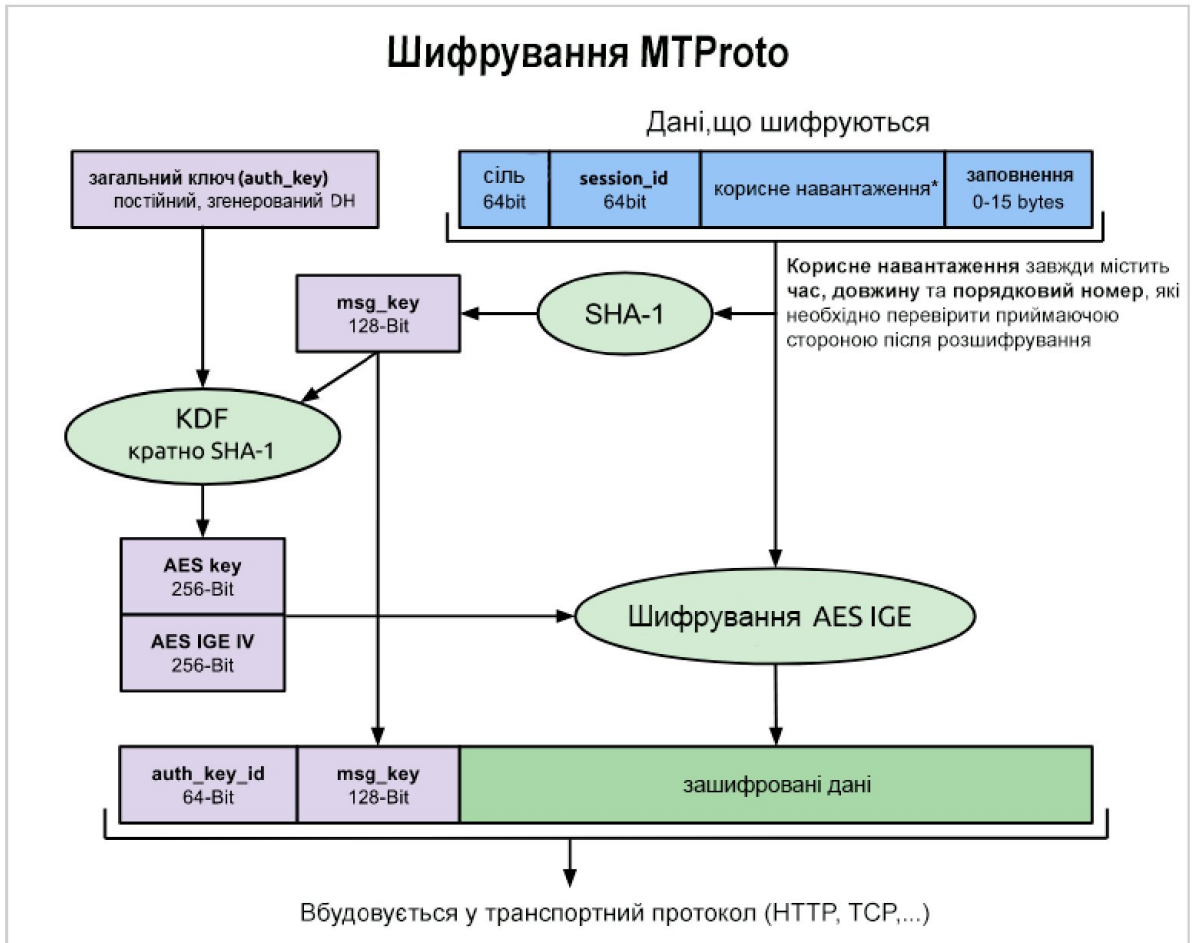 Шифрування MTProto
Дані,що шифруються
загальний ключ (auth_key)
постійний, згенерований DH
сіль
64bit
session_id
64bit
корисне навантаження*
заповнення
0-15 bytes
Корисне навантаження завжди містить
час, довжину та порядковий номер, які
необхідно перевірити приймаючою
стороною після розшифрування
msg_key
128-Bit
SHA-1
KDF
кратно SHA-1
AES key
256-Bit
AES IGE IV
256-Bit
Шифрування AES IGE
auth_key_id
64-Bit
msg_key
128-Bit
зашифровані дані
Вбудовується у транспортний протокол (HTTP, TCP,...)